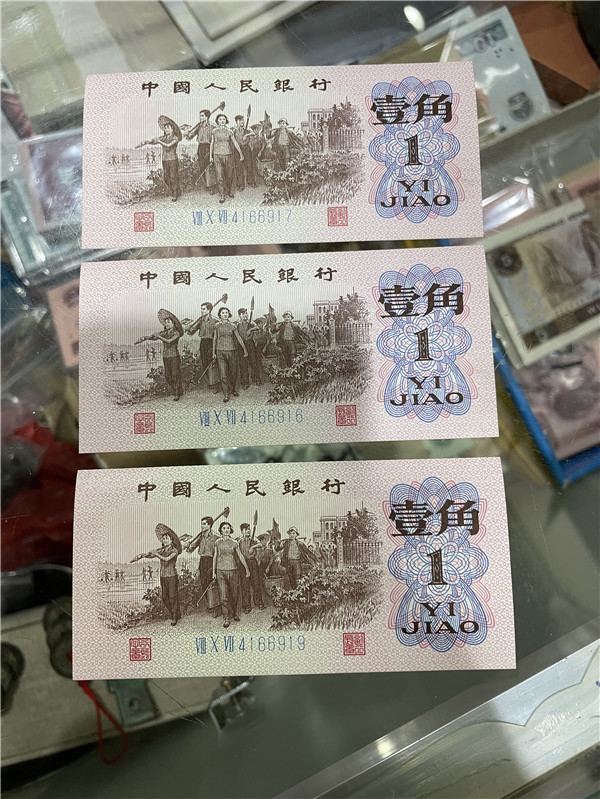 中國人民銀行
壹角
1
YI
JIAO
Ⅷ Ⅹ Ⅶ 4166917
中國人民銀行
壹角
1
YI
JIAO
Ⅷ Ⅹ Ⅶ 4166916
中國人民銀行
壹角
1
YI
JIAO
Ⅷ Ⅹ Ⅶ 4166919